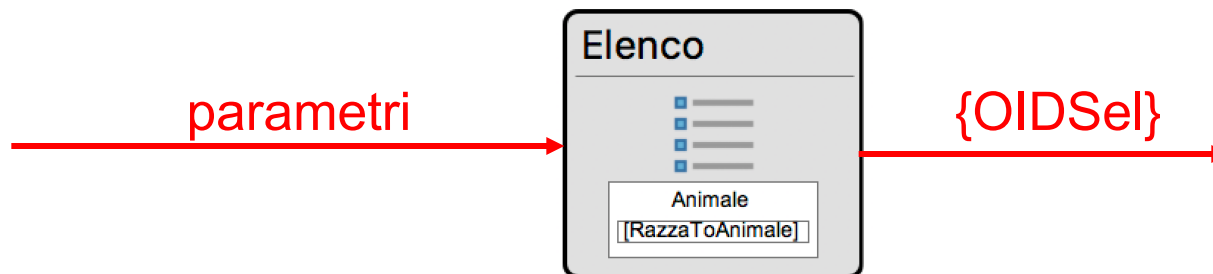 Elenco
parametri
{OIDSel}
Animale
[RazzaToAnimale]